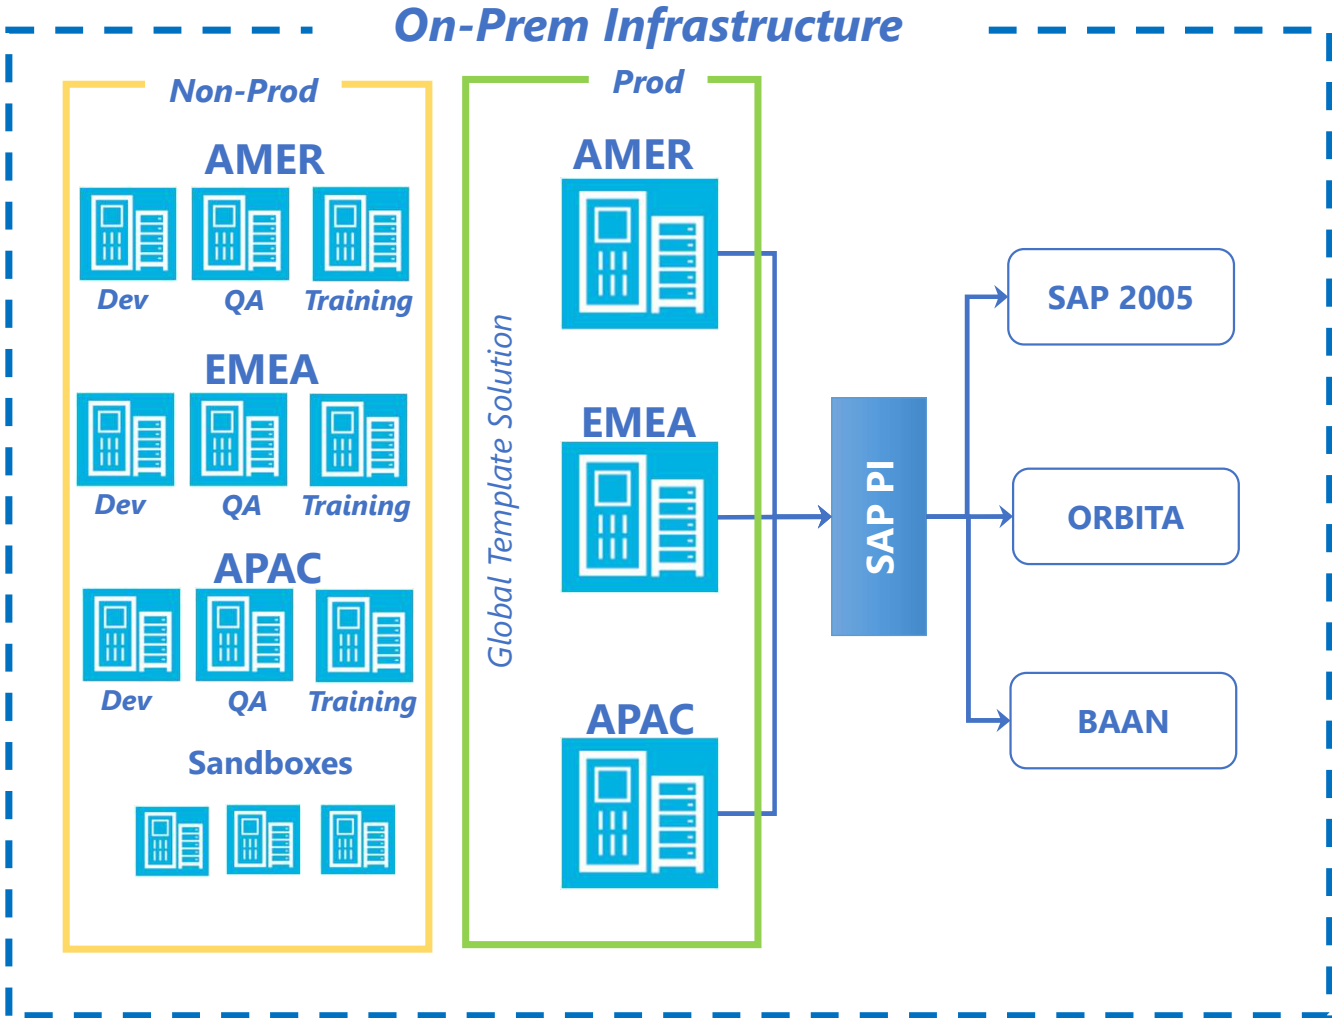 On-Prem Infrastructure
Non-Prod
AMER
Dev QA Training
EMEA
Dev QA Training
APAC
Dev QA Training
Sandboxes
Prod
Global Template Solution
AMER
EMEA
APAC
SAP PI
SAP 2005
ORBITA
BAAN